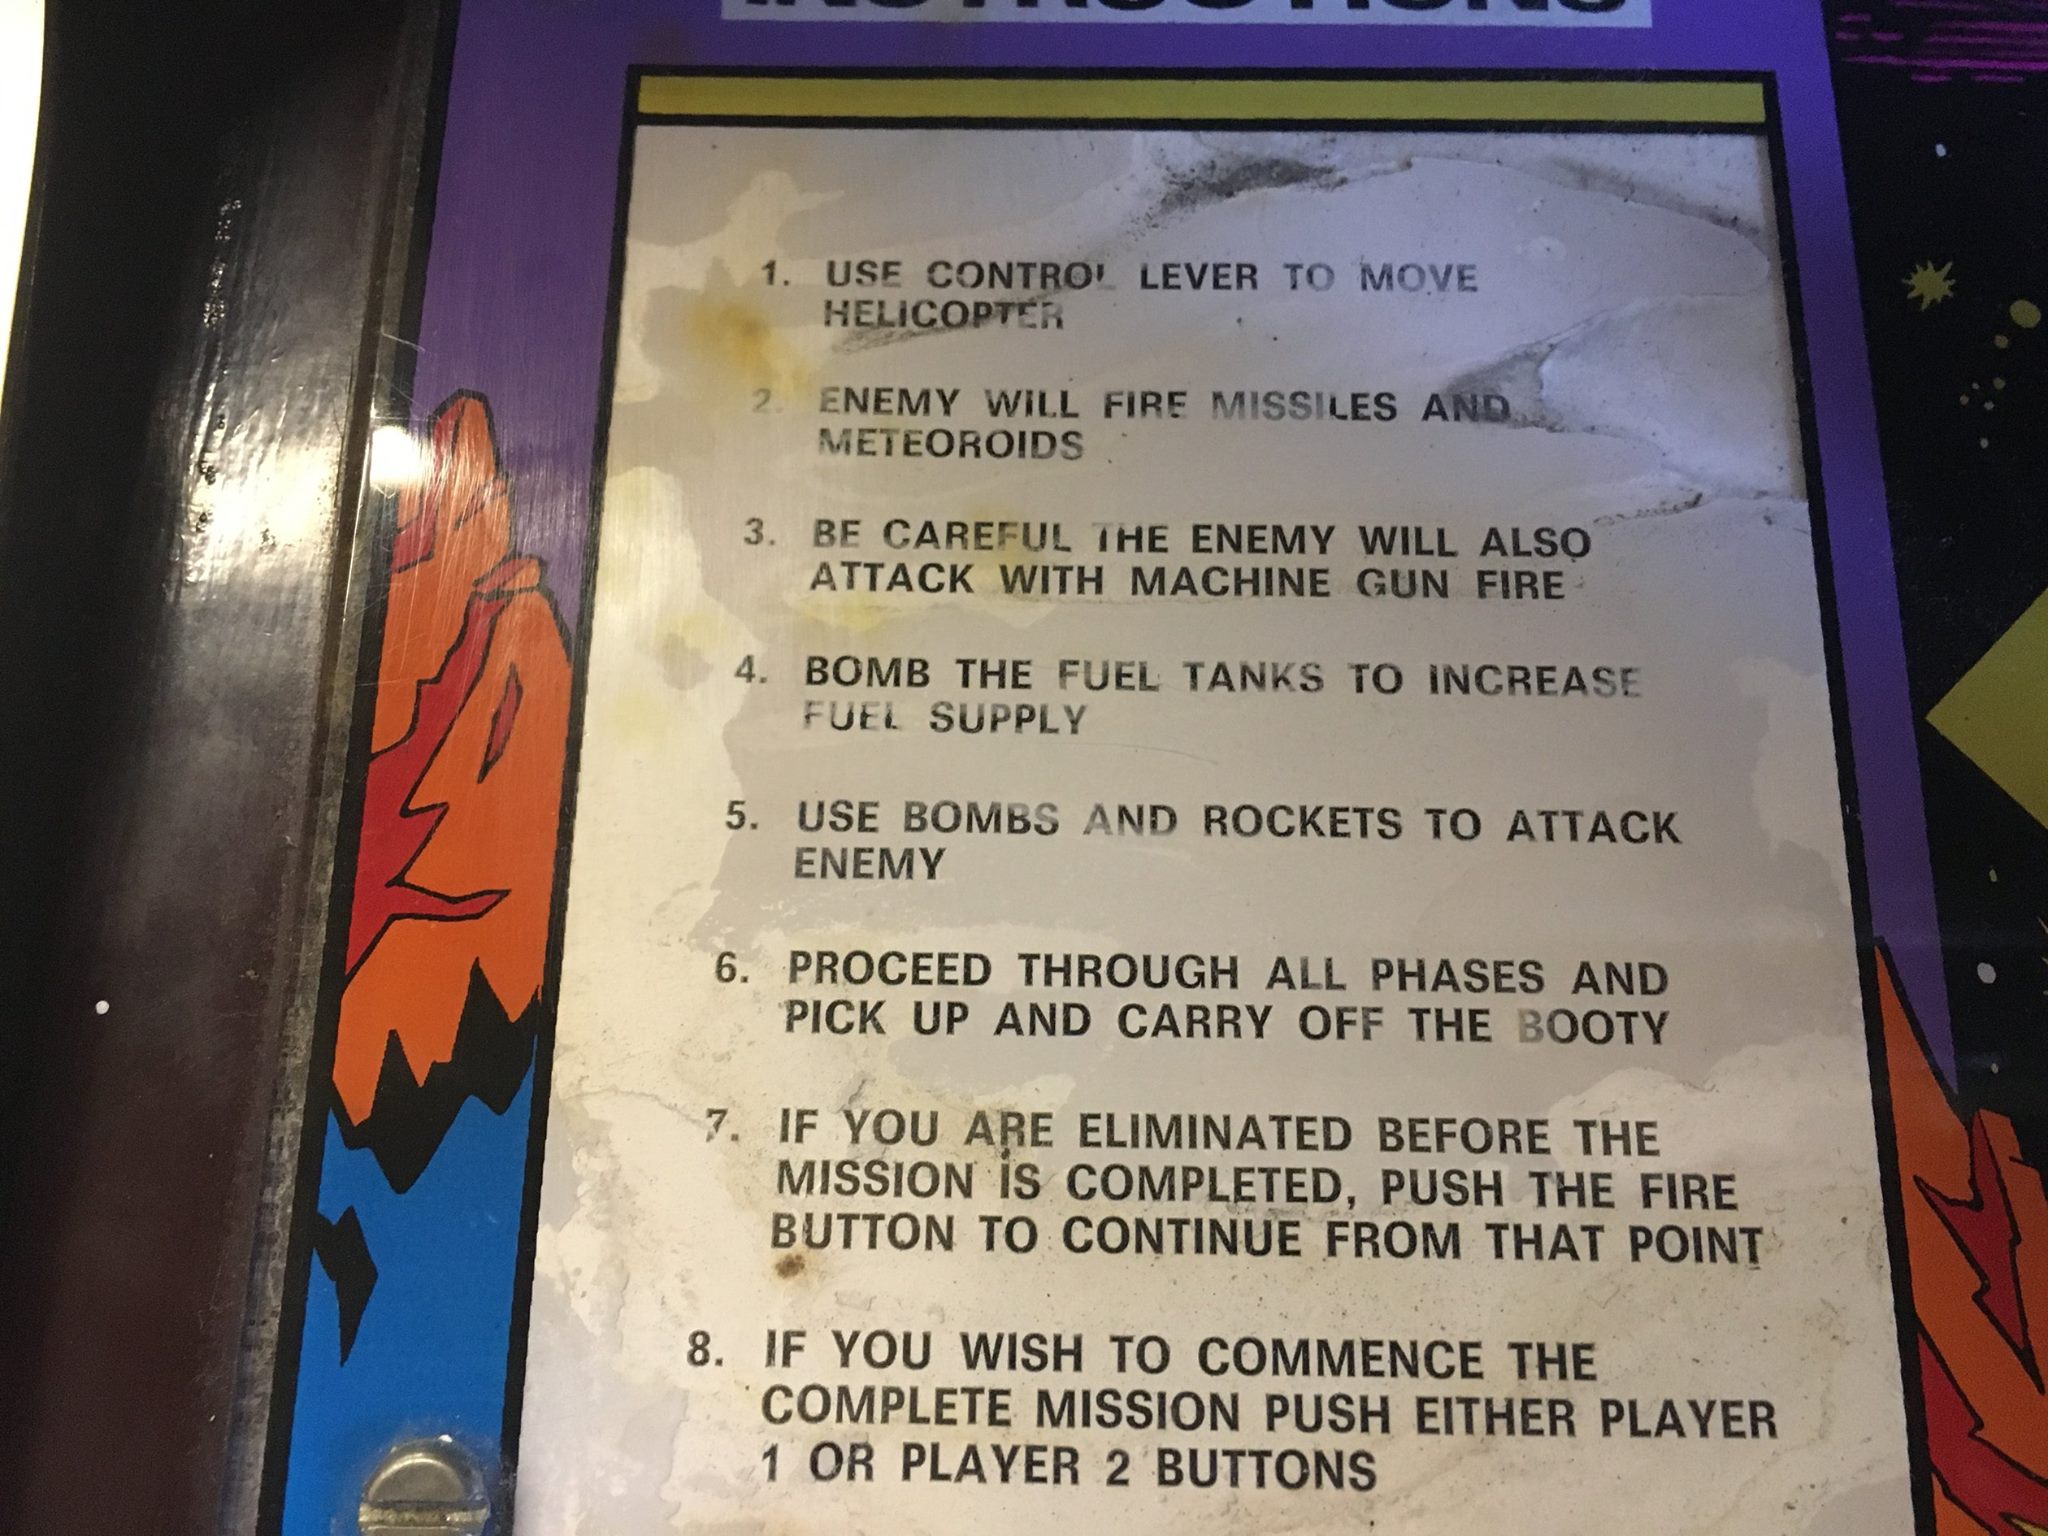 INSTRUCTIONS
1. USE CONTROL LEVER TO MOVE
HELICOPTER
2. ENEMY WILL FIRE MISSILES AND
METEOROIDS
3. BE CAREFUL THE ENEMY WILL ALSO
ATTACK WITH MACHINE GUN FIRE
4. BOMB THE FUEL TANKS TO INCREASE
FUEL SUPPLY
5. USE BOMBS AND ROCKETS TO ATTACK
ENEMY
6. PROCEED THROUGH ALL PHASES AND
PICK UP AND CARRY OFF THE BOOTY
7. IF YOU ARE ELIMINATED BEFORE THE
MISSION IS COMPLETED, PUSH THE FIRE
BUTTON TO CONTINUE FROM THAT POINT
8. IF YOU WISH TO COMMENCE THE
COMPLETE MISSION PUSH EITHER PLAYER
1 OR PLAYER 2 BUTTONS